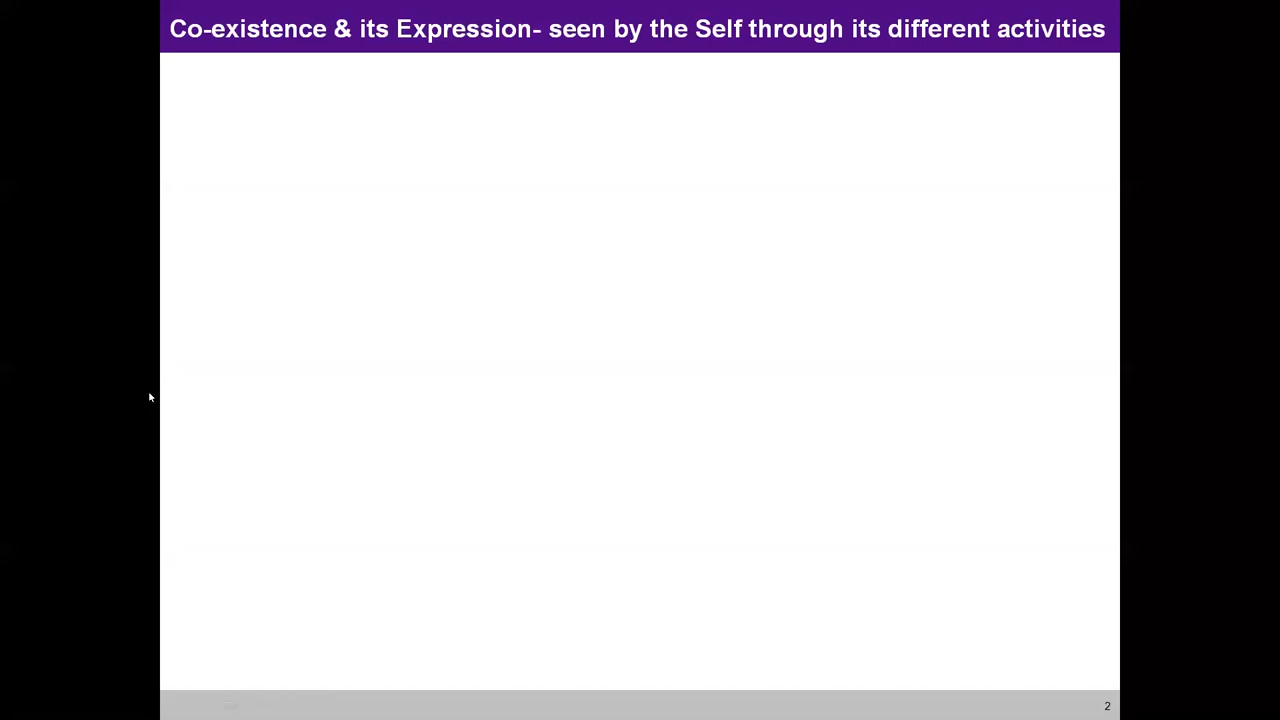 Co-existence & its Expression- seen by the Self through its different activities
2